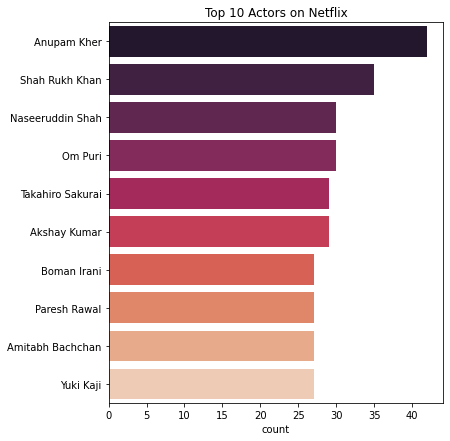 Top 10 Actors on Netflix
Anupam Kher
Shah Rukh Khan
Naseeruddin Shah
Om Puri
Takahiro Sakurai
Akshay Kumar
Boman Irani
Paresh Rawal
Amitabh Bachchan
Yuki Kaji
0 5 10 15 20 25 30 35 40
count